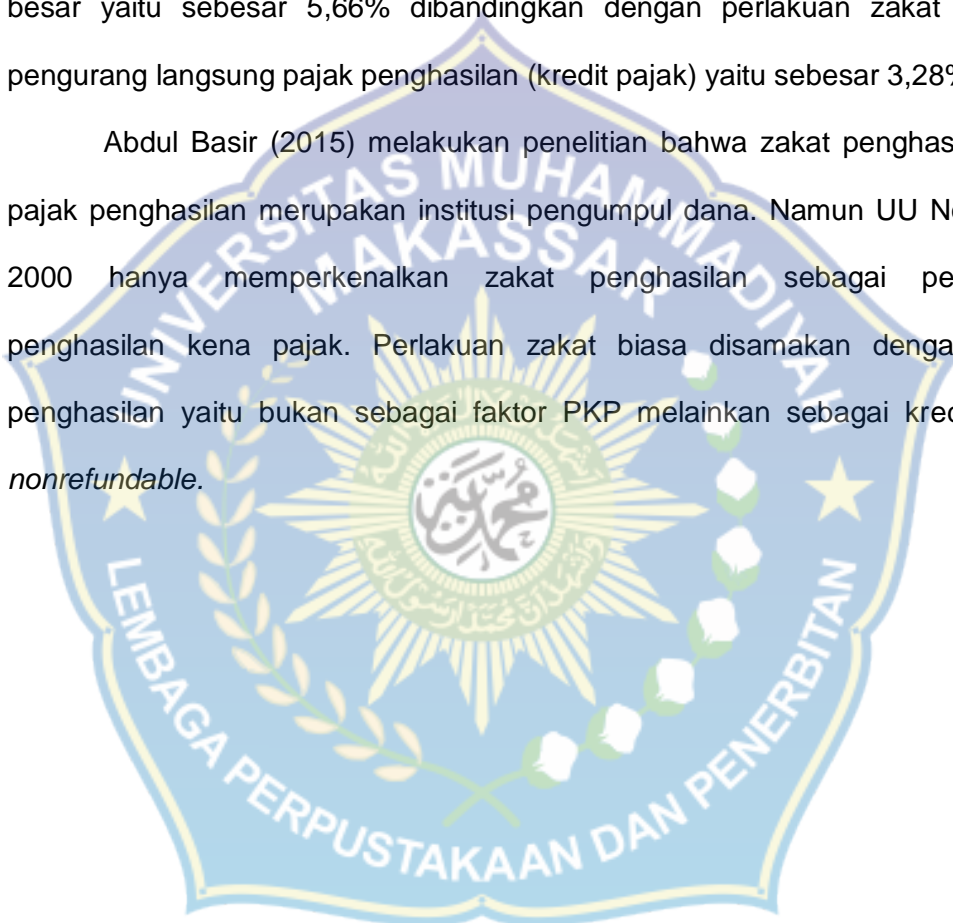 besar yaitu sebesar 5,66% dibandingkan dengan perlakuan zakat
pengurang langsung pajak penghasilan (kredit pajak) yaitu sebesar 3,28%
Abdul Basir (2015) melakukan penelitian bahwa zakat penghas
pajak penghasilan merupakan institusi pengumpul dana. Namun UU N
2000 hanya memperkenalkan zakat penghasilan sebagai pe
penghasilan kena pajak. Perlakuan zakat biasa disamakan denga
penghasilan yaitu bukan sebagai faktor PKP melainkan sebagai kre
nonrefundable.
UNIVERSITAS MUHAMMADIYAH
MAKASSAR
LEMBAGA PERPUSTAKAAN DAN PENERBITAN